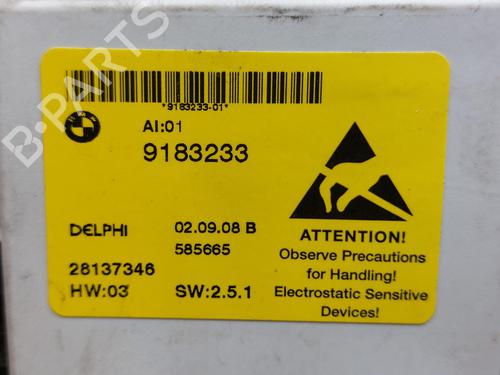 *9183233-01*
AI:01
9183233
DELPHI
02.09.08 B
585665
28137346
HW:03
SW:2.5.1
ATTENTION!
Observe Precautions
for Handling!
Electrostatic Sensitive
Devices!
B-PARTS